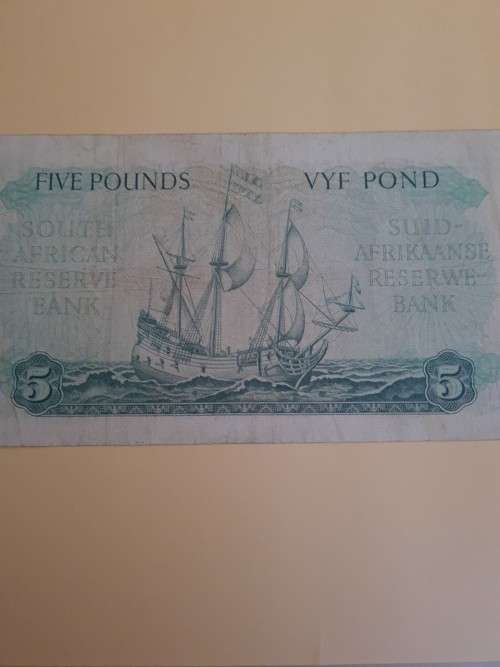 FIVE POUNDS
VYF POND
SOUTH
AFRICAN
RESERVE
BANK
SUID-
AFRIKAANSE
RESERWE-
BANK
5
5